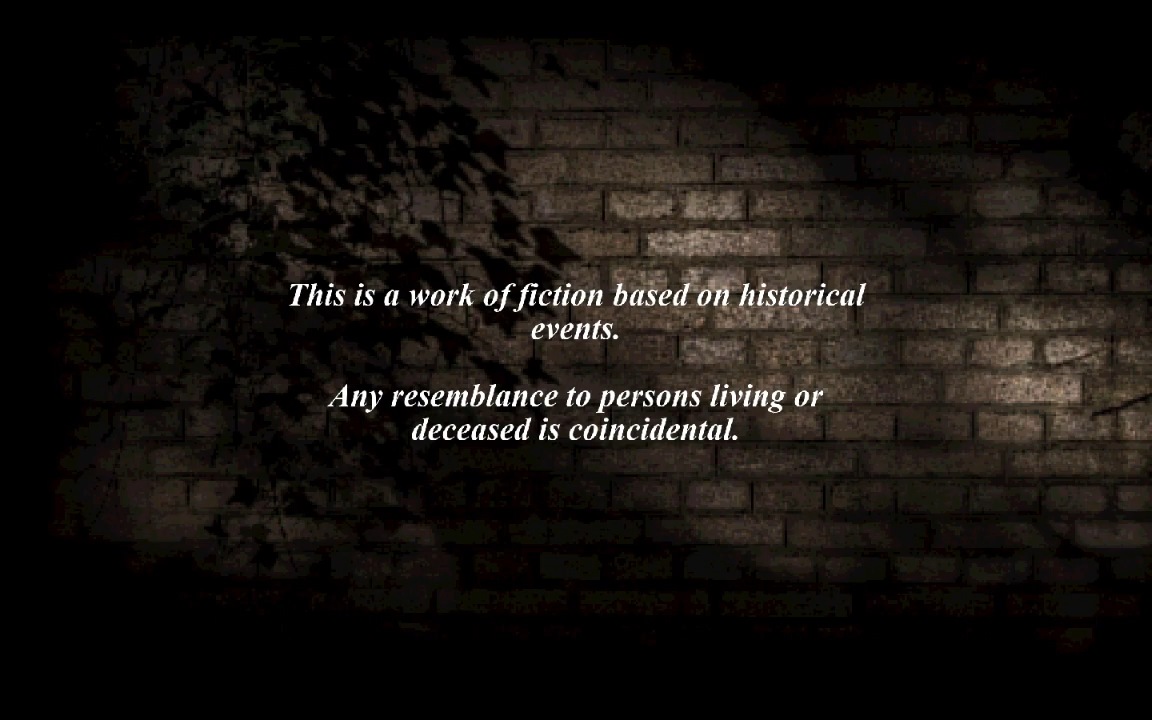 This is a work of fiction based on historical
events.
Any resemblance to persons living or
deceased is coincidental.